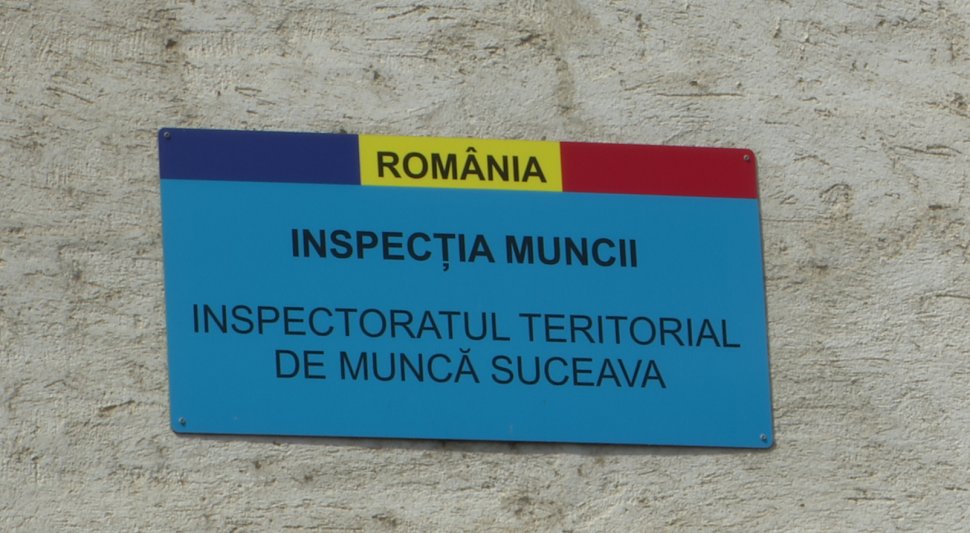 ROMÂNIA
INSPECȚIA MUNCII
INSPECTORATUL TERITORIAL
DE MUNCĂ SUCEAVA